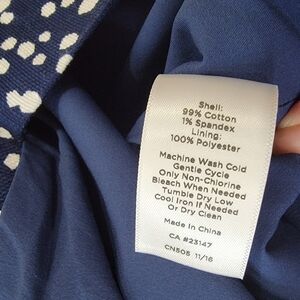 Shell:
99% Cotton
1% Spandex
Lining:
100% Polyester
Machine Wash Cold
Gentle Cycle
Only Non-Chlorine
Bleach When Needed
Tumble Dry Low
Cool Iron If Needed
Or Dry Clean
Made In China
CA #23147
CN505 11/16